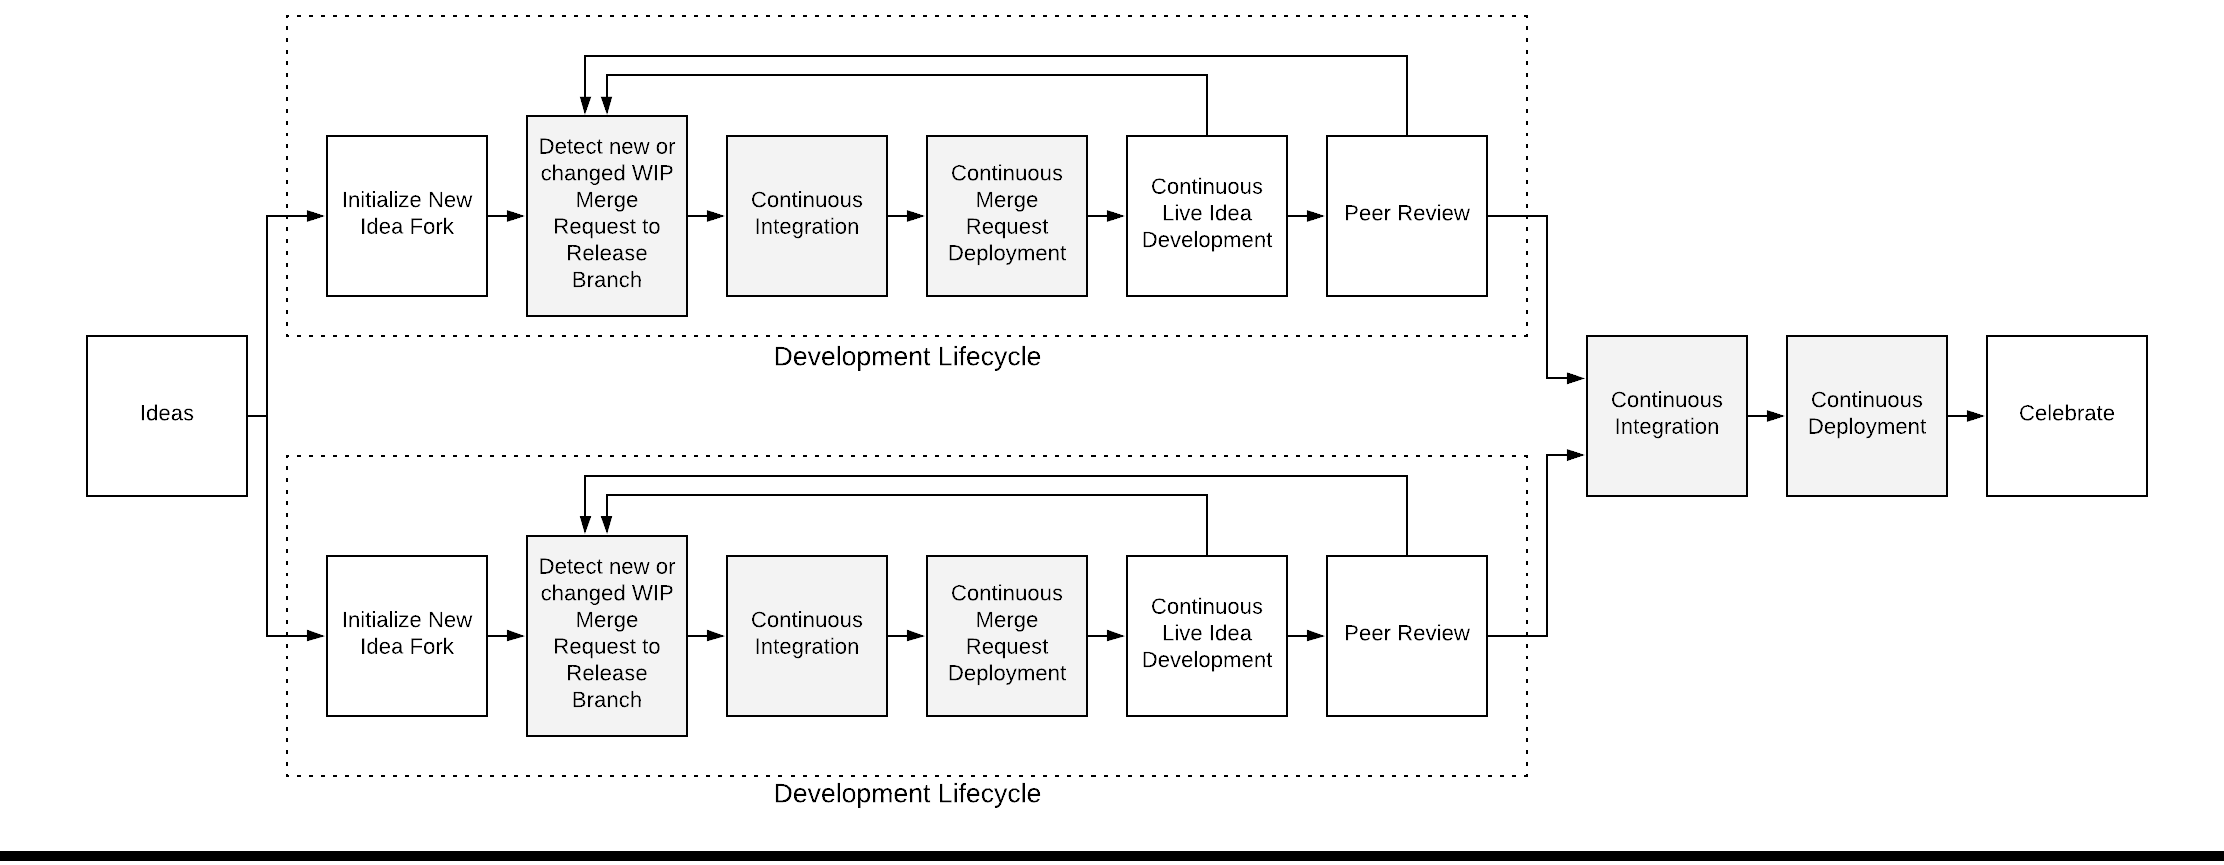 Ideas
Initialize New
Idea Fork
Detect new or
changed WIP
Merge
Request to
Release
Branch
Continuous
Integration
Continuous
Merge
Request
Deployment
Continuous
Live Idea
Development
Peer Review
Development Lifecycle
Initialize New
Idea Fork
Detect new or
changed WIP
Merge
Request to
Release
Branch
Continuous
Integration
Continuous
Merge
Request
Deployment
Continuous
Live Idea
Development
Peer Review
Development Lifecycle
Continuous
Integration
Continuous
Deployment
Celebrate